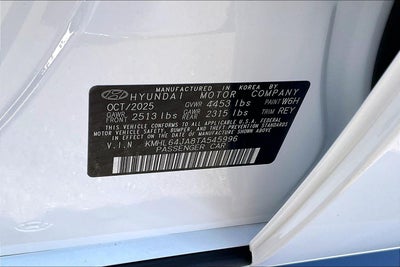 MANUFACTURED IN KOREA BY
HYUNDAI MOTOR COMPANY
OCT/2025 GVWR 4453 lbs PAINT W6H
GAWR FRONT 2513 lbs GAWR REAR 2315 lbs TRIM REY
THIS VEHICLE CONFORMS TO ALL APPLICABLE U.S.A. FEDERAL
MOTOR VEHICLE SAFETY, BUMPER, AND THEFT PREVENTION STANDARDS
IN EFFECT ON THE DATE OF MANUFACTURE SHOWN ABOVE.
V.I.N KMHL64JA8TA545996
PASSENGER CAR